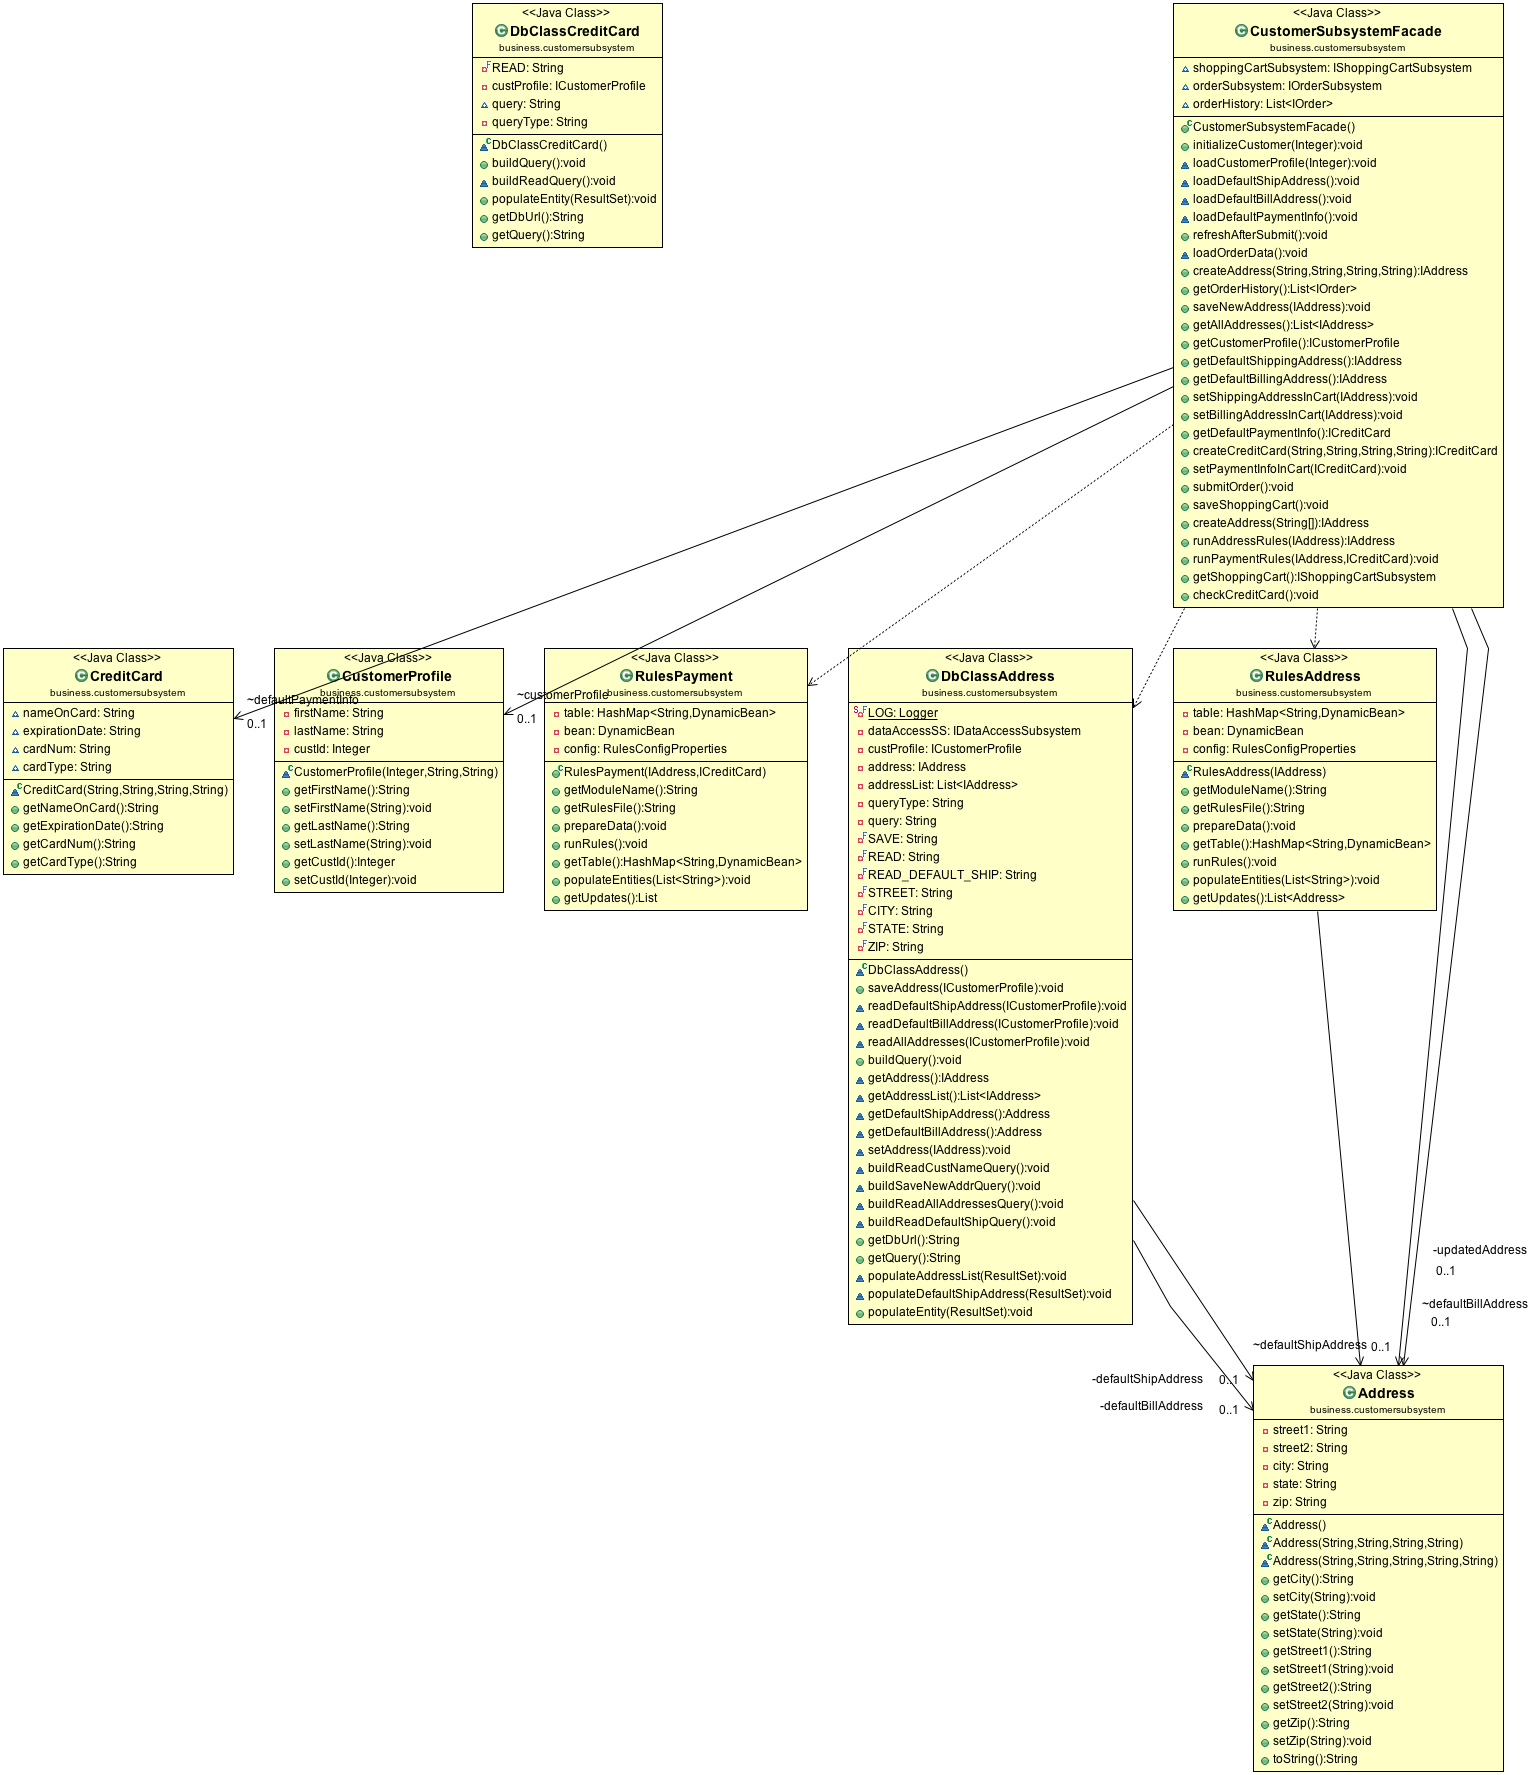 <<Java Class>>
DbClassCreditCard
business.customersubsystem
READ: String
custProfile: ICustomerProfile
query: String
queryType: String
DbClassCreditCard()
buildQuery():void
buildReadQuery():void
populateEntity(ResultSet):void
getDbUrl():String
getQuery():String
<<Java Class>>
CustomerSubsystemFacade
business.customersubsystem
shoppingCartSubsystem: IShoppingCartSubsystem
orderSubsystem: IOrderSubsystem
orderHistory: List<IOrder>
CustomerSubsystemFacade()
initializeCustomer(Integer):void
loadCustomerProfile(Integer):void
loadDefaultShipAddress():void
loadDefaultBillAddress():void
loadDefaultPaymentInfo():void
refreshAfterSubmit():void
loadOrderData():void
createAddress(String,String,String,String):IAddress
getOrderHistory():List<IOrder>
saveNewAddress(IAddress):void
getAllAddresses():List<IAddress>
getCustomerProfile():ICustomerProfile
getDefaultShippingAddress():IAddress
getDefaultBillingAddress():IAddress
setShippingAddressInCart(IAddress):void
setBillingAddressInCart(IAddress):void
getDefaultPaymentInfo():ICreditCard
createCreditCard(String,String,String,String):ICreditCard
setPaymentInfoInCart(ICreditCard):void
submitOrder():void
saveShoppingCart():void
createAddress(String[]):IAddress
runAddressRules(IAddress):IAddress
runPaymentRules(IAddress,ICreditCard):void
getShoppingCart():IShoppingCartSubsystem
checkCreditCard():void
<<Java Class>>
CreditCard
business.customersubsystem
nameOnCard: String
expirationDate: String
cardNum: String
cardType: String
CreditCard(String,String,String,String)
getNameOnCard():String
getExpirationDate():String
getCardNum():String
getCardType():String
~defaultPaymentInfo
0..1
<<Java Class>>
CustomerProfile
business.customersubsystem
firstName: String
lastName: String
custId: Integer
CustomerProfile(Integer,String,String)
getFirstName():String
setFirstName(String):void
getLastName():String
setLastName(String):void
getCustId():Integer
setCustId(Integer):void
~customerProfile
0..1
<<Java Class>>
RulesPayment
business.customersubsystem
table: HashMap<String,DynamicBean>
bean: DynamicBean
config: RulesConfigProperties
RulesPayment(IAddress,ICreditCard)
getModuleName():String
getRulesFile():String
prepareData():void
runRules():void
getTable():HashMap<String,DynamicBean>
populateEntities(List<String>):void
getUpdates():List
<<Java Class>>
DbClassAddress
business.customersubsystem
LOG: Logger
dataAccessSS: IDataAccessSubsystem
custProfile: ICustomerProfile
address: IAddress
addressList: List<IAddress>
queryType: String
query: String
SAVE: String
READ: String
READ_DEFAULT_SHIP: String
STREET: String
CITY: String
STATE: String
ZIP: String
DbClassAddress()
saveAddress(ICustomerProfile):void
readDefaultShipAddress(ICustomerProfile):void
readDefaultBillAddress(ICustomerProfile):void
readAllAddresses(ICustomerProfile):void
buildQuery():void
getAddress():IAddress
getAddressList():List<IAddress>
getDefaultShipAddress():Address
getDefaultBillAddress():Address
setAddress(IAddress):void
buildReadCustNameQuery():void
buildSaveNewAddrQuery():void
buildReadAllAddressesQuery():void
buildReadDefaultShipQuery():void
getDbUrl():String
getQuery():String
populateAddressList(ResultSet):void
populateDefaultShipAddress(ResultSet):void
populateEntity(ResultSet):void
<<Java Class>>
RulesAddress
business.customersubsystem
table: HashMap<String,DynamicBean>
bean: DynamicBean
config: RulesConfigProperties
RulesAddress(IAddress)
getModuleName():String
getRulesFile():String
prepareData():void
getTable():HashMap<String,DynamicBean>
runRules():void
populateEntities(List<String>):void
getUpdates():List<Address>
-updatedAddress
0..1
~defaultBillAddress
0..1
~defaultShipAddress
0..1
-defaultShipAddress
0..1
-defaultBillAddress
0..1
<<Java Class>>
Address
business.customersubsystem
street1: String
street2: String
city: String
state: String
zip: String
Address()
Address(String,String,String,String)
Address(String,String,String,String,String)
getCity():String
setCity(String):void
getState():String
setState(String):void
getStreet1():String
setStreet1(String):void
getStreet2():String
setStreet2(String):void
getZip():String
setZip(String):void
toString():String